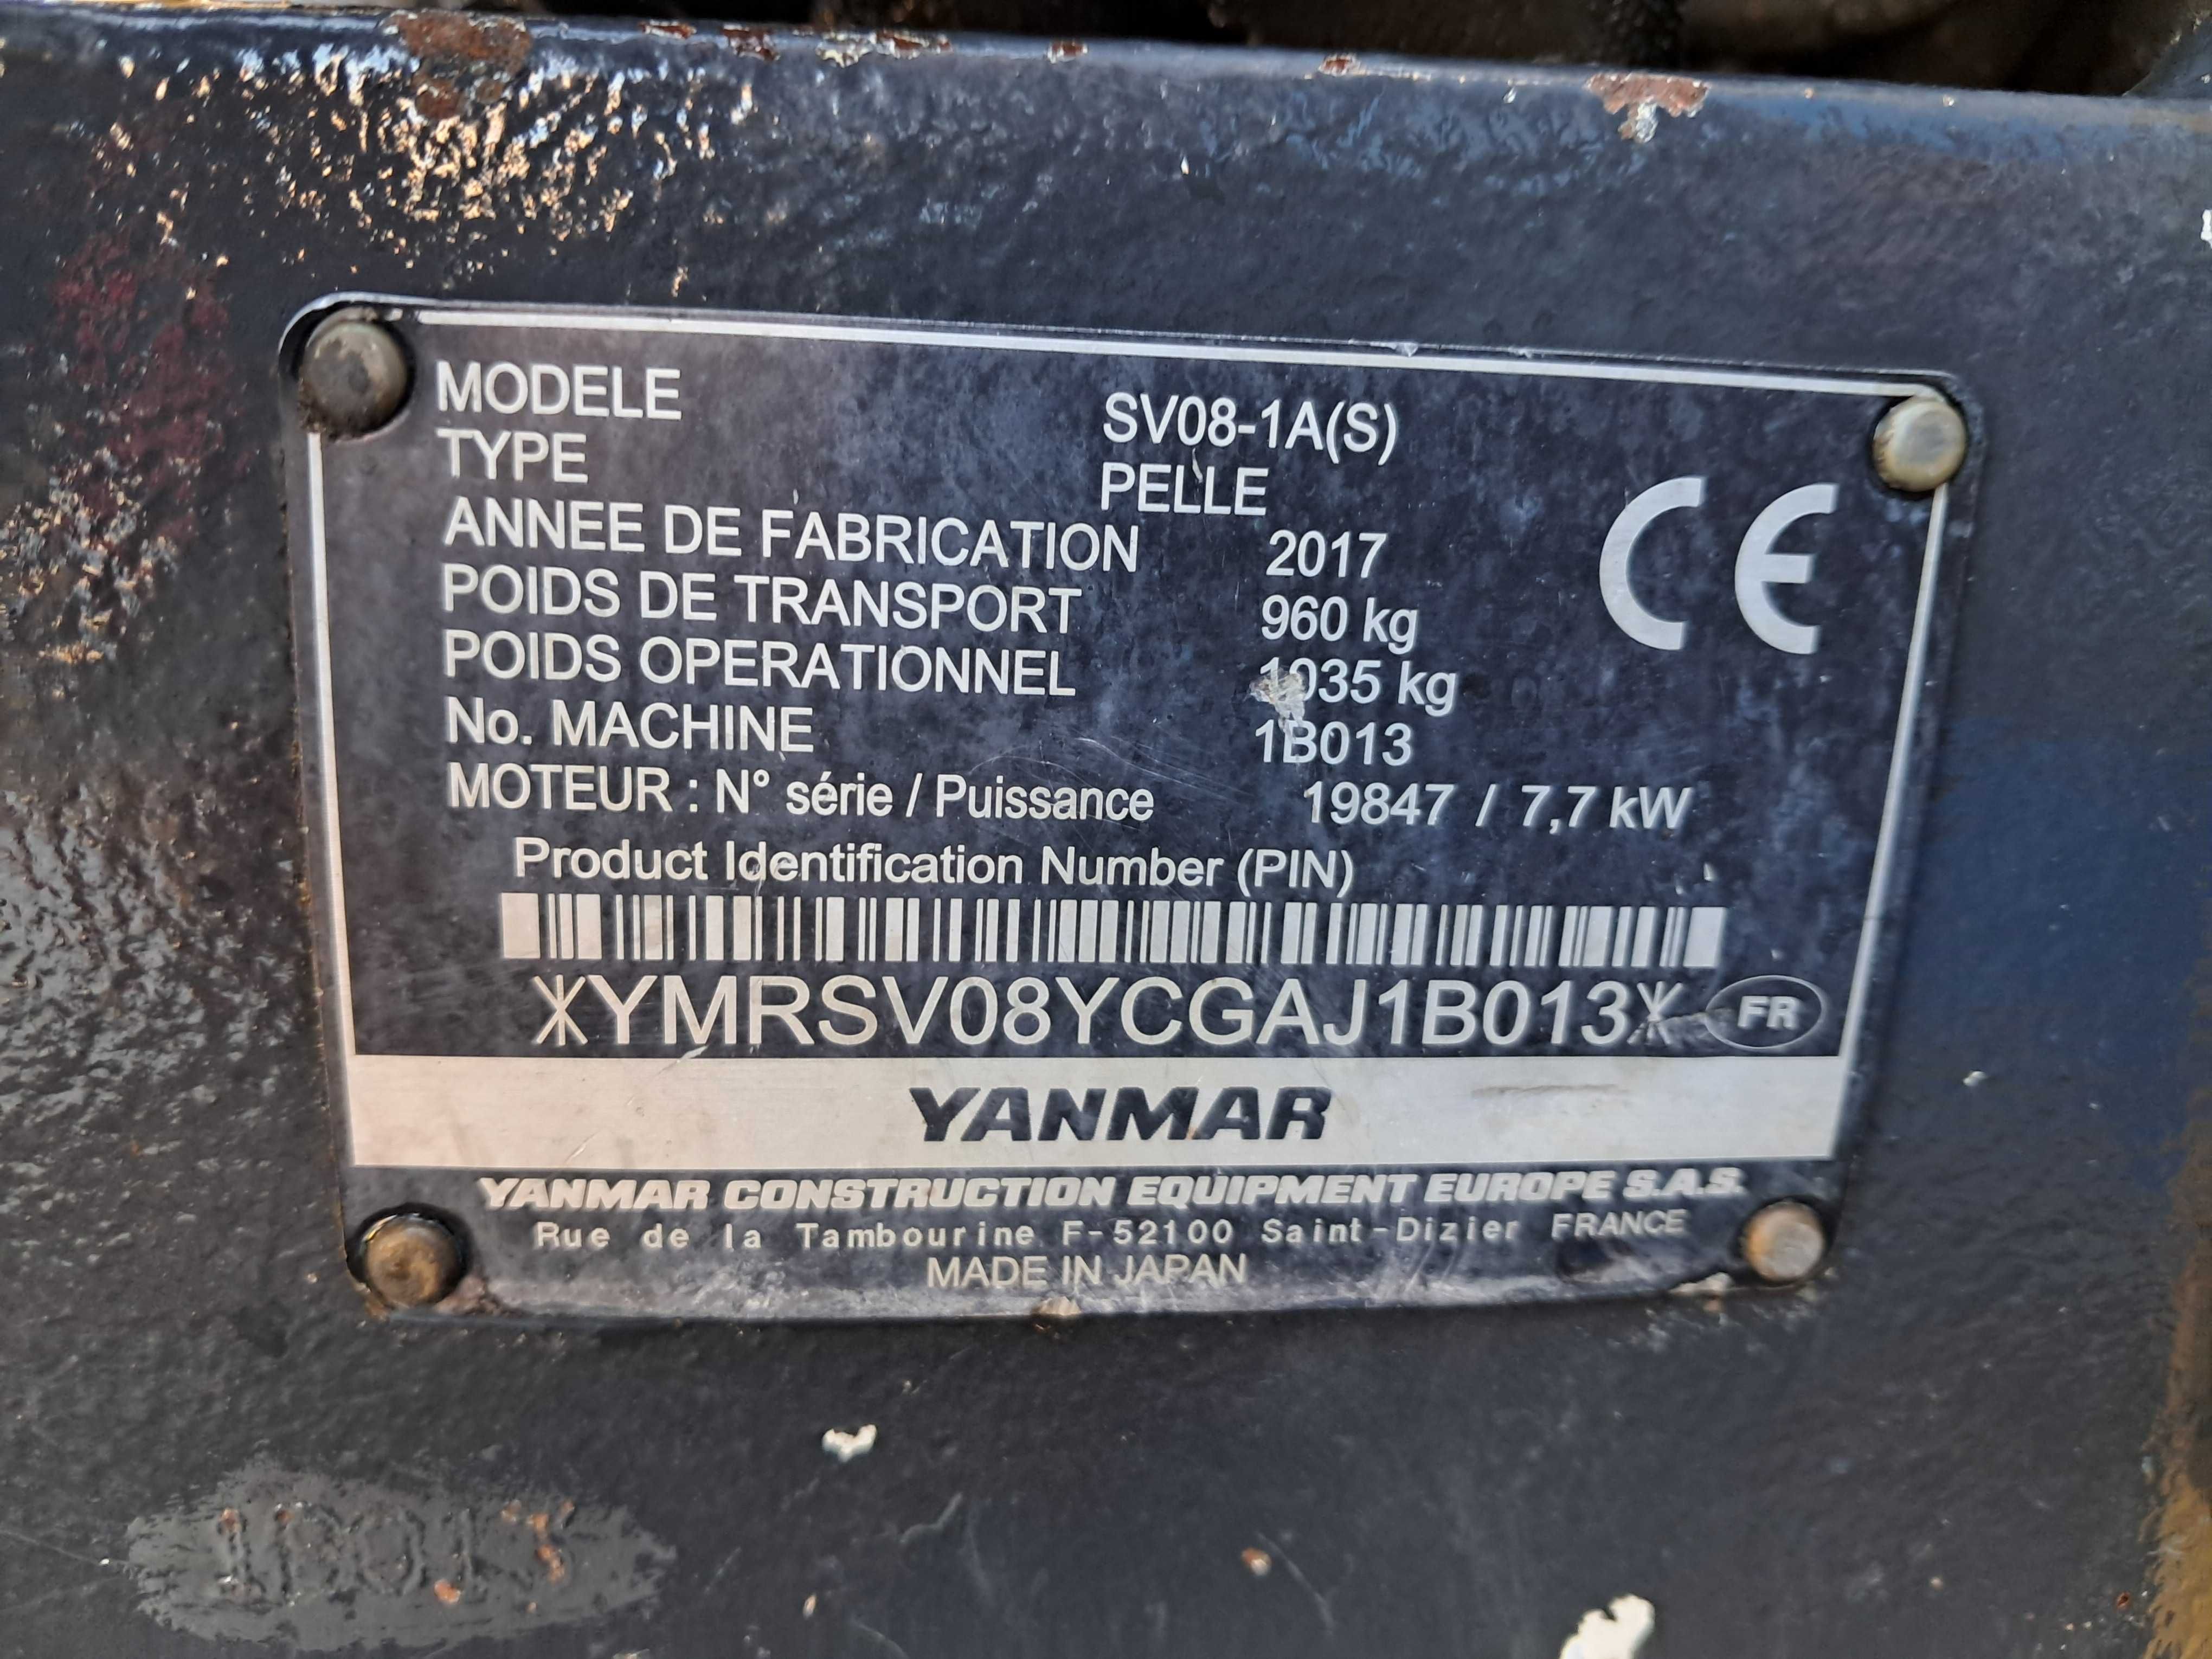 MODELE SV08-1A(S)
TYPE PELLE
ANNEE DE FABRICATION 2017
POIDS DE TRANSPORT 960 kg
POIDS OPERATIONNEL 1035 kg
No. MACHINE 1B013
MOTEUR : N° série / Puissance 19847 / 7,7 kW
CE
Product Identification Number (PIN)
*YMRSV08YCGAJ1B013* FR
YANMAR
YANMAR CONSTRUCTION EQUIPMENT EUROPE S.A.S.
Rue de la Tambourine F-52100 Saint-Dizier FRANCE
MADE IN JAPAN
1B013